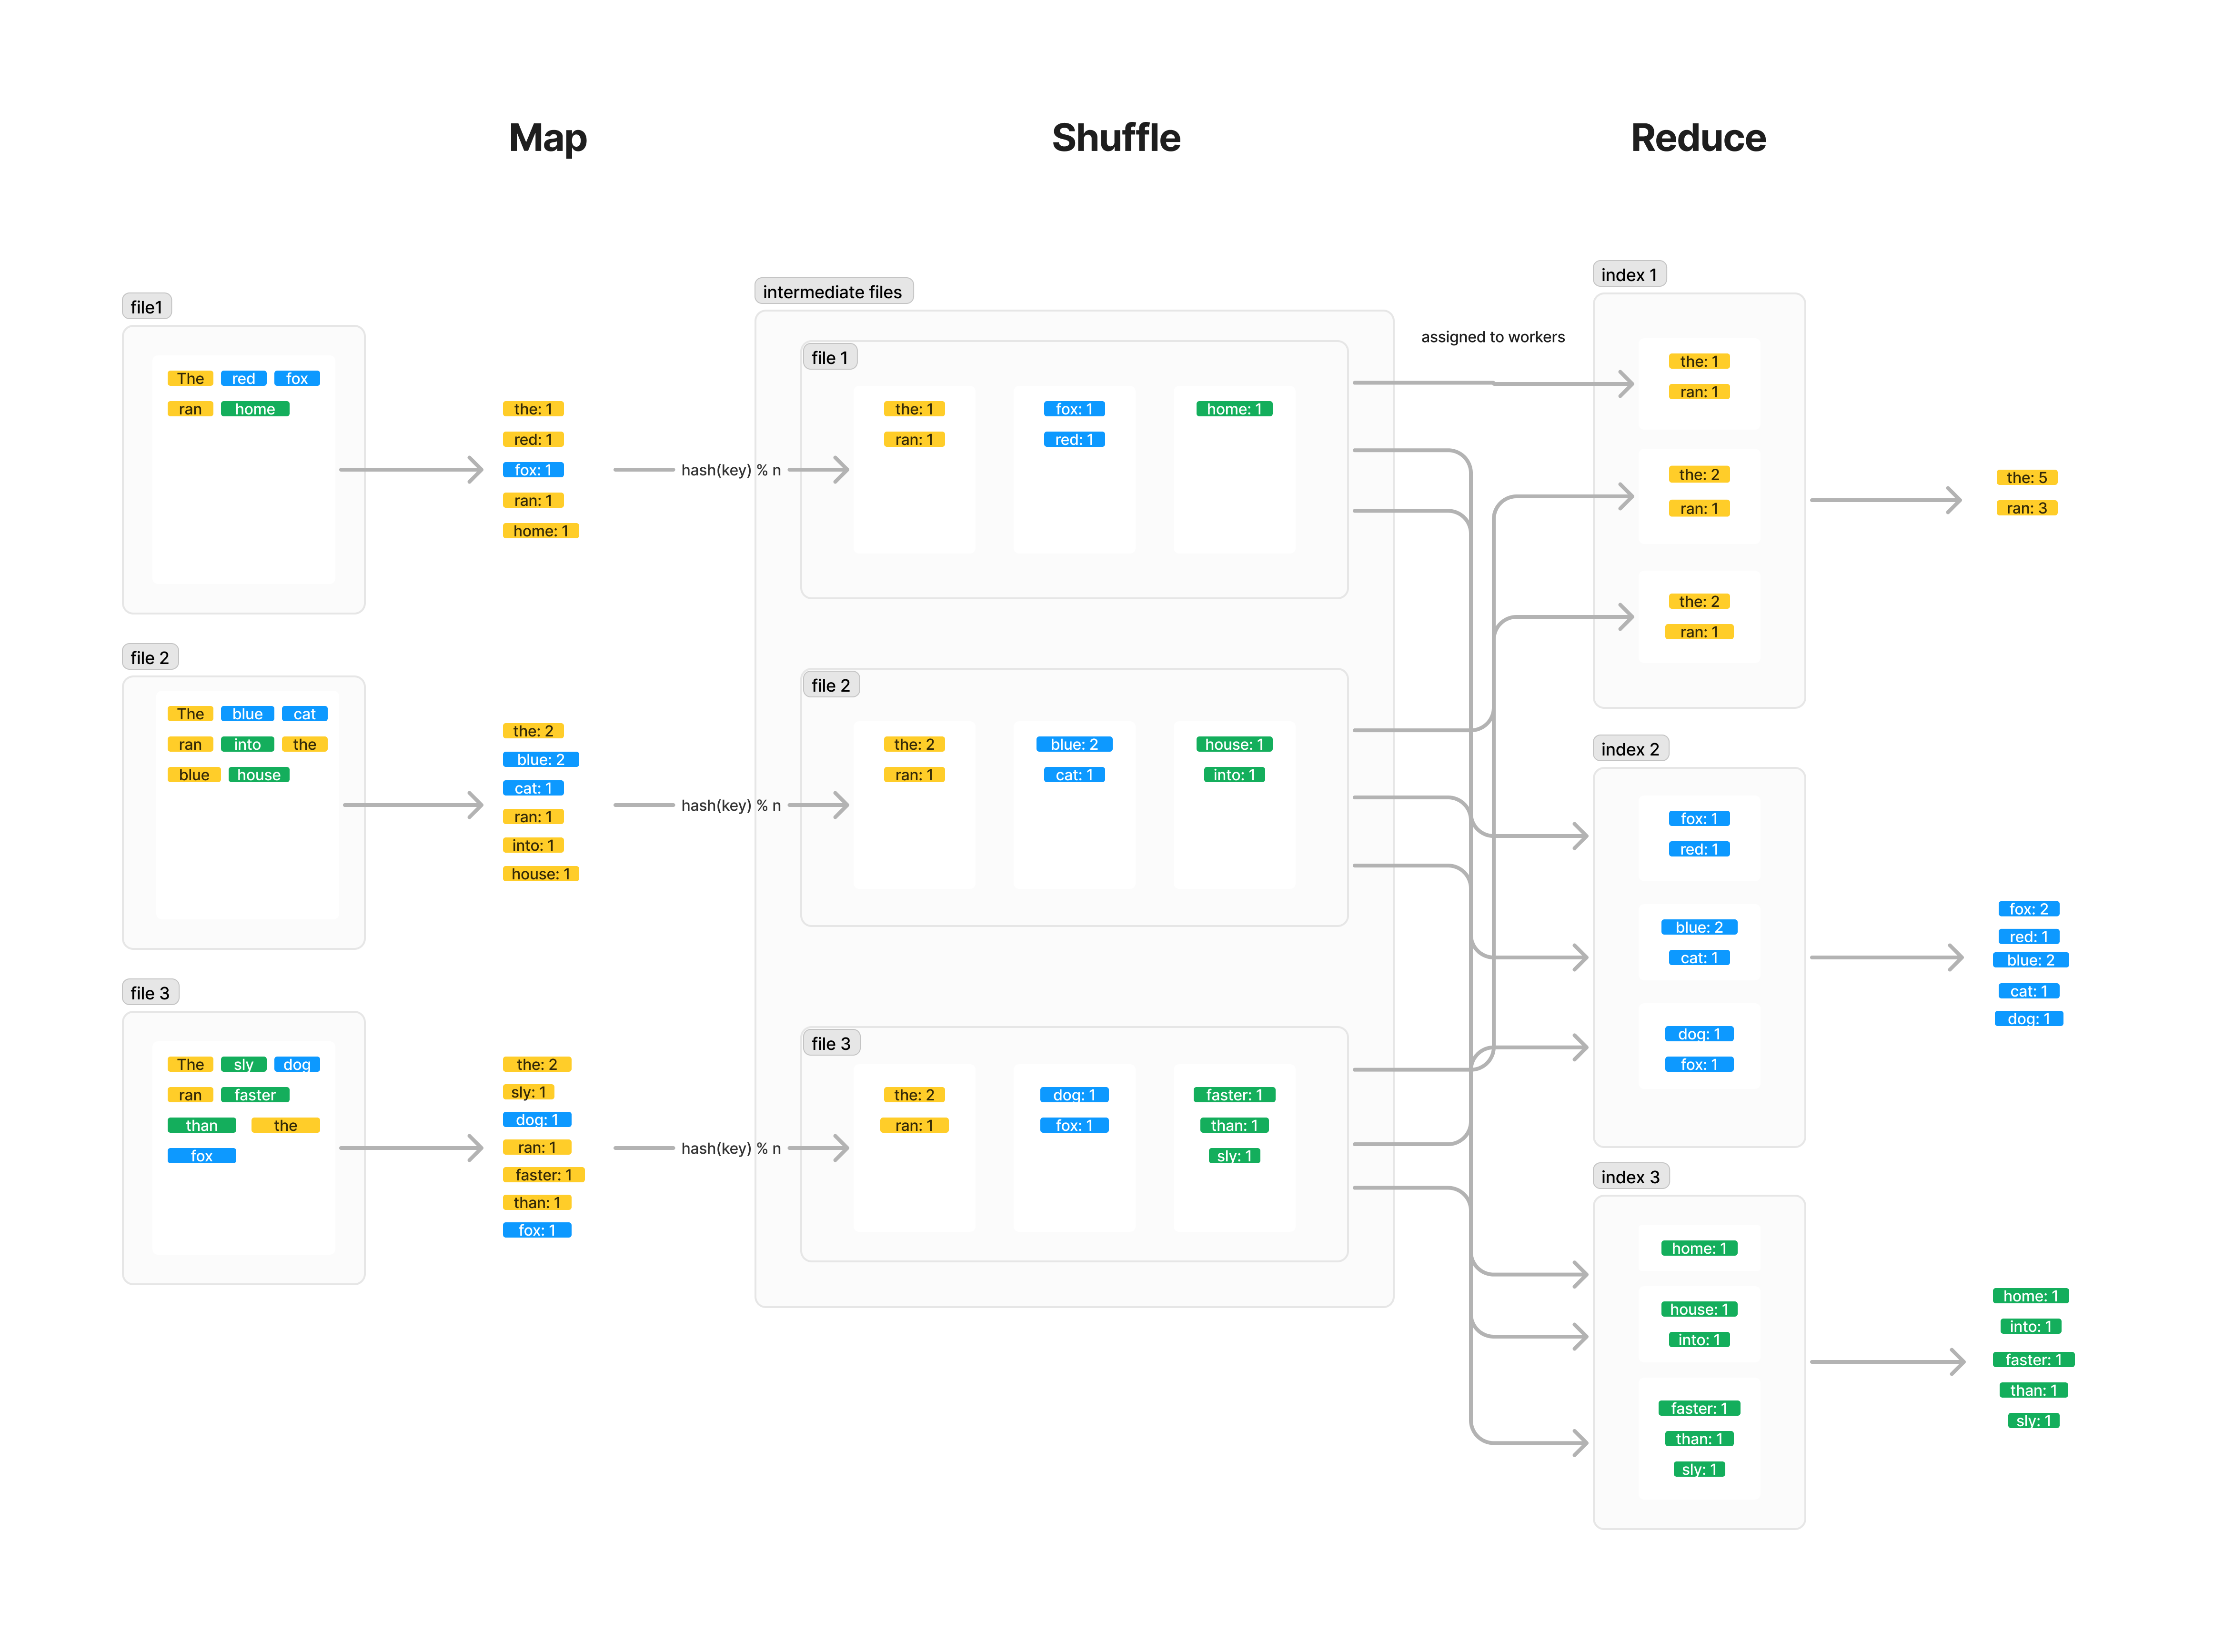 Map
Shuffle
Reduce
file1
The red fox
ran home
the: 1
red: 1
fox: 1
ran: 1
home: 1
hash(key) % n
file 2
The blue cat
ran into the
blue house
the: 2
blue: 2
cat: 1
ran: 1
into: 1
house: 1
hash(key) % n
file 3
The sly dog
ran faster
than the
fox
the: 2
sly: 1
dog: 1
ran: 1
faster: 1
than: 1
fox: 1
hash(key) % n
intermediate files
file 1
the: 1 fox: 1 home: 1
ran: 1 red: 1
file 2
the: 2 blue: 2 house: 1
ran: 1 cat: 1 into: 1
file 3
the: 2 dog: 1 faster: 1
ran: 1 fox: 1 than: 1
sly: 1
assigned to workers
index 1
the: 1
ran: 1
the: 2
ran: 1
the: 2
ran: 1
the: 5
ran: 3
index 2
fox: 1
red: 1
blue: 2
cat: 1
dog: 1
fox: 1
fox: 2
red: 1
blue: 2
cat: 1
dog: 1
index 3
home: 1
house: 1
into: 1
faster: 1
than: 1
sly: 1
home: 1
into: 1
faster: 1
than: 1
sly: 1